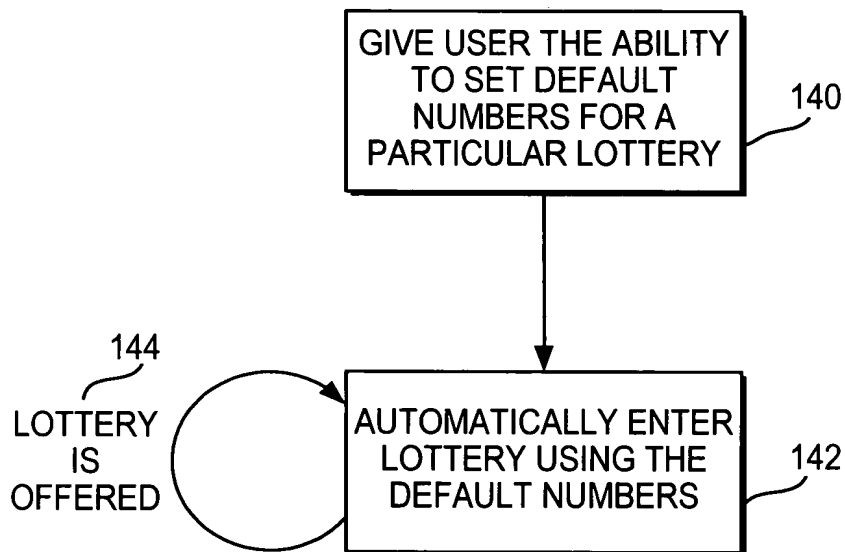 GIVE USER THE ABILITY
TO SET DEFAULT
NUMBERS FOR A
PARTICULAR LOTTERY
140
144
LOTTERY
IS
OFFERED
AUTOMATICALLY ENTER
LOTTERY USING THE
DEFAULT NUMBERS
142